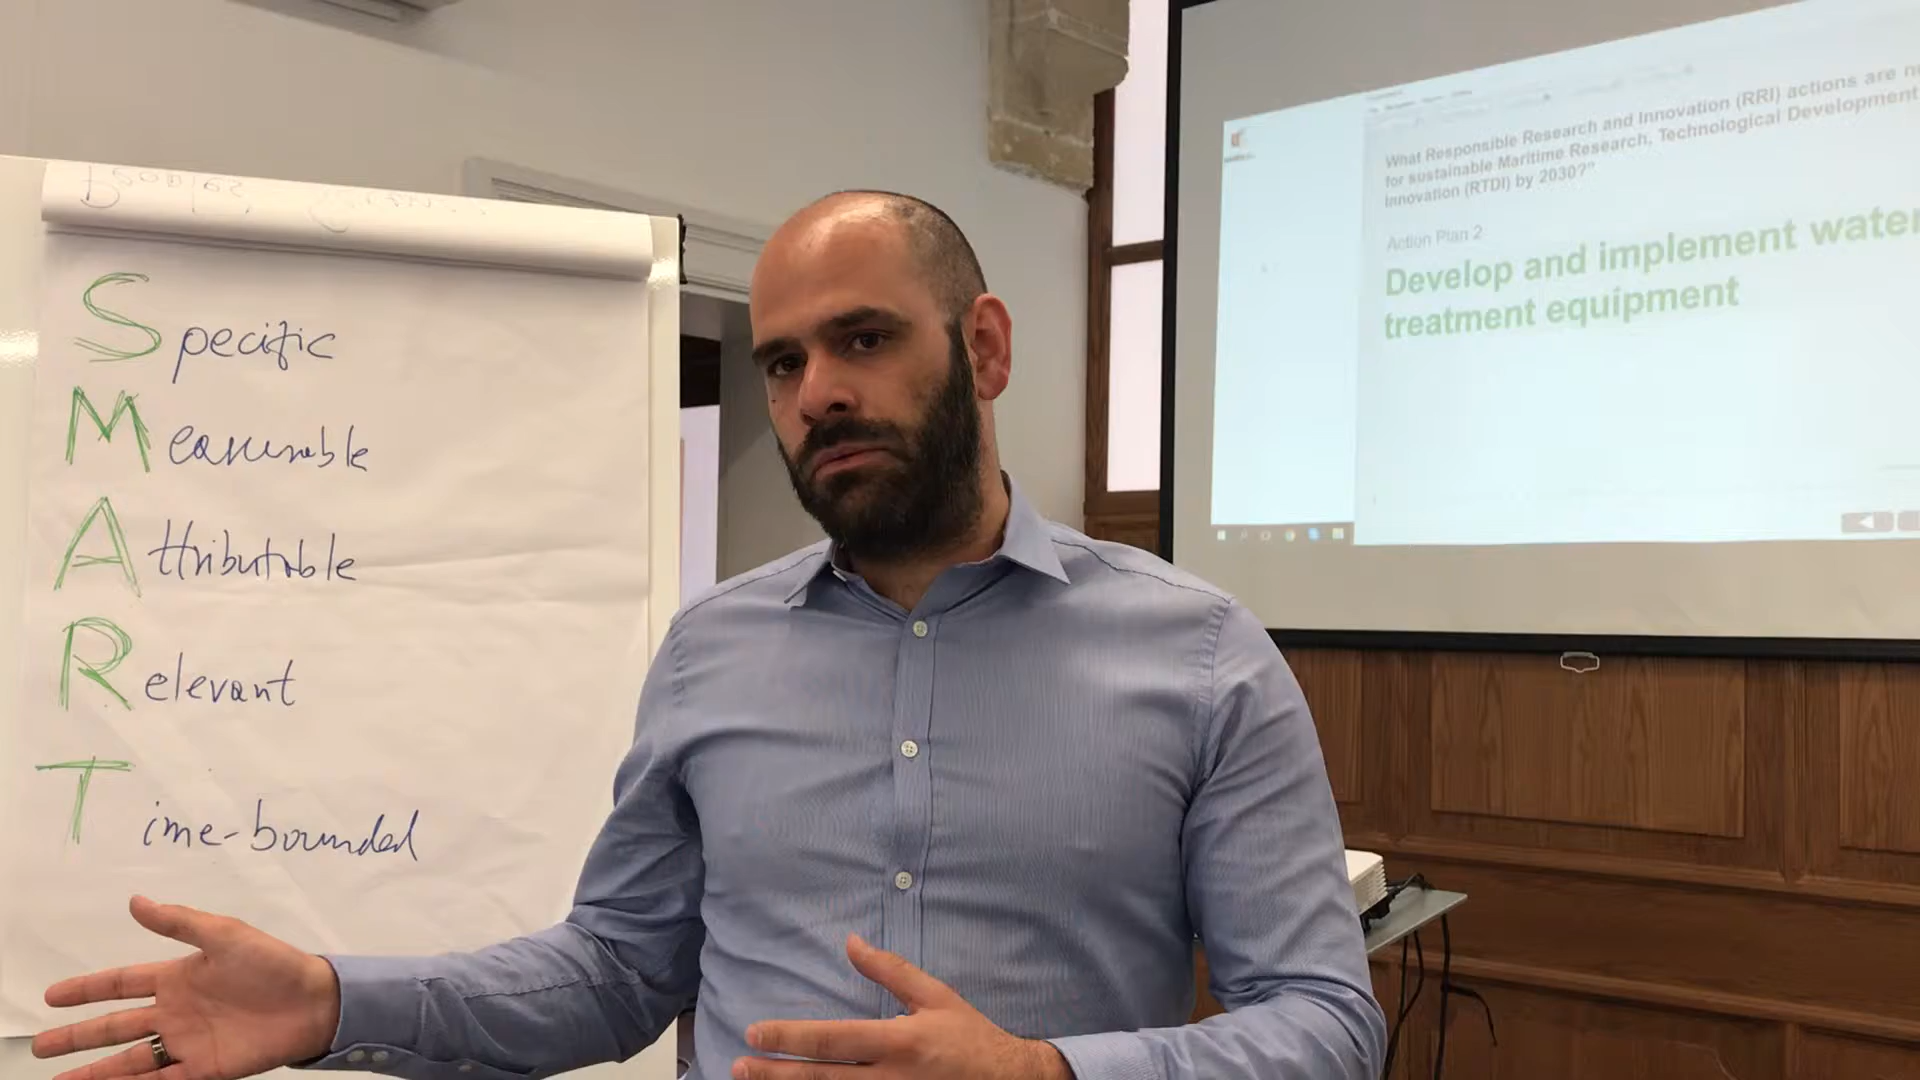 Specific
Measurable
Attributable
Relevant
Time-bounded
What Responsible Research and Innovation (RRI) actions are
for sustainable Maritime Research, Technological Development
Innovation (RTDI) by 2030?"
Action Plan 2
Develop and implement water
treatment equipment